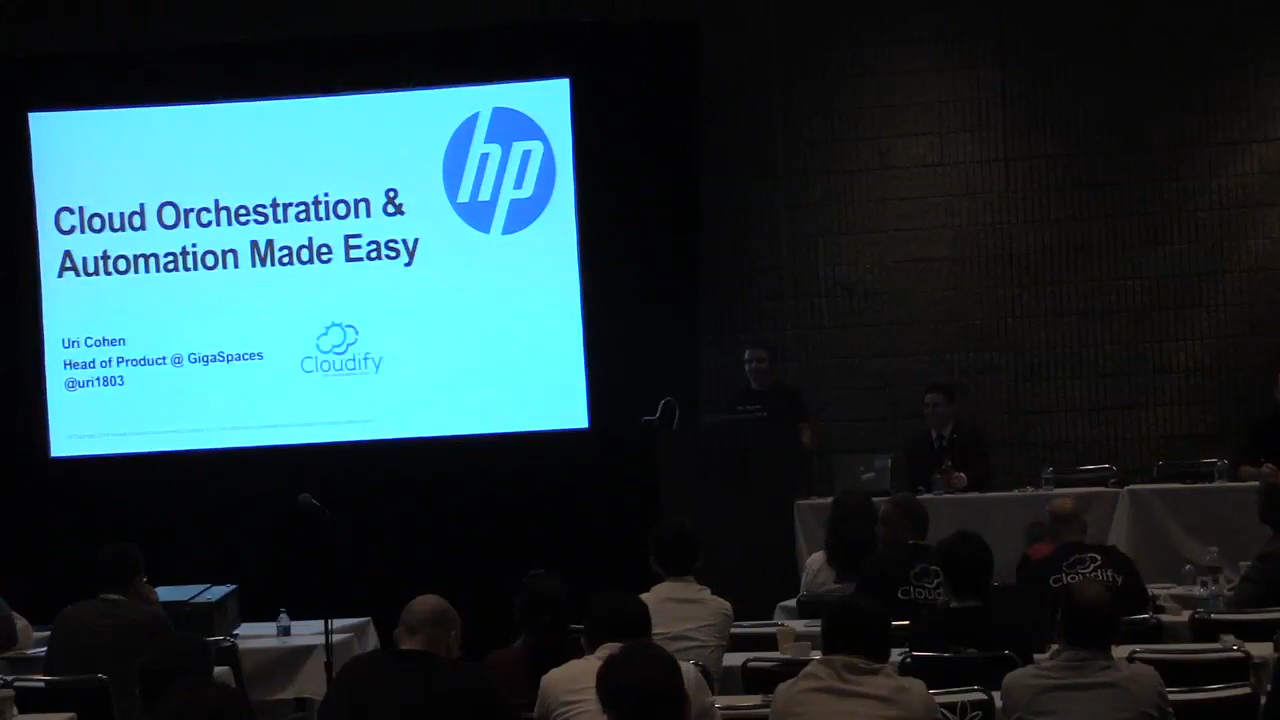 hp
Cloud Orchestration &
Automation Made Easy
Uri Cohen
Head of Product @ GigaSpaces
@uri1803
Cloudify
Cloudify